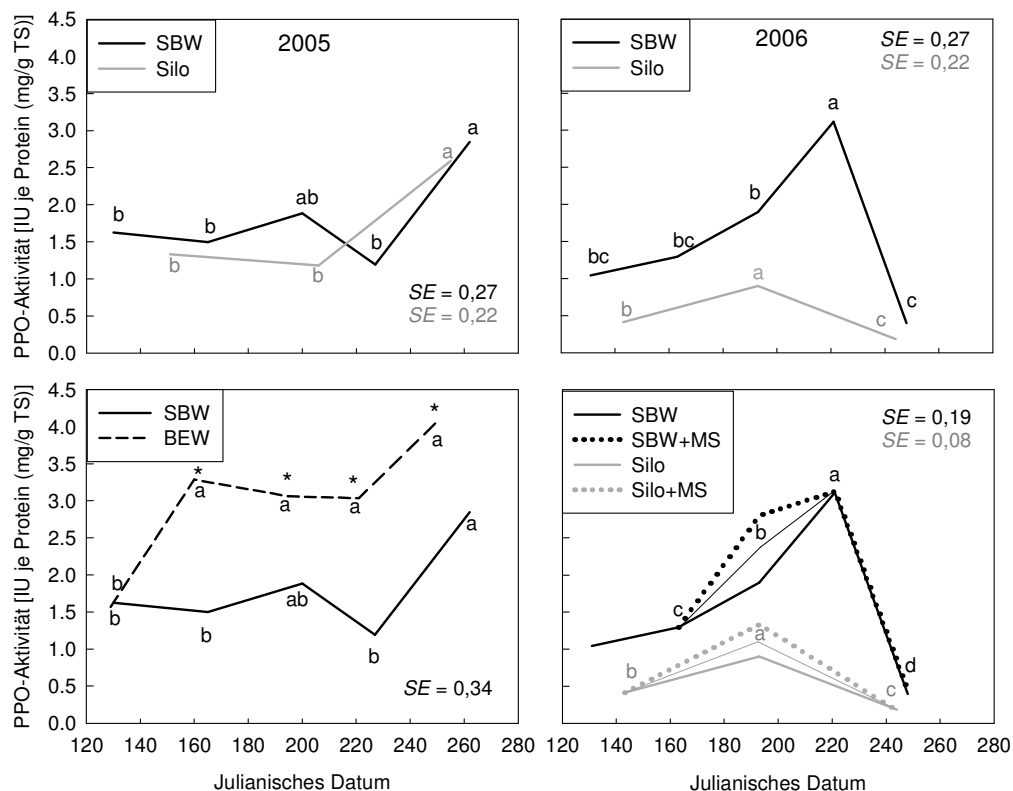 PPO-Aktivität [IU je Protein (mg/g TS)]
4.5
4.0
3.5
3.0
2.5
2.0
1.5
1.0
0.5
0.0
SBW
Silo
2005
b
b
ab
b
a
b
b
a
SE = 0,27
SE = 0,22
SBW
Silo
2006
SE = 0,27
SE = 0,22
bc
bc
b
a
c
b
a
c
PPO-Aktivität [IU je Protein (mg/g TS)]
4.5
4.0
3.5
3.0
2.5
2.0
1.5
1.0
0.5
0.0
SBW
BEW
* * * *
b
a
a
a
a
b
b
ab
b
a
SE = 0,34
120 140 160 180 200 220 240 260 280
Julianisches Datum
SBW
SBW+MS
Silo
Silo+MS
SE = 0,19
SE = 0,08
c
b
a
d
b
a
c
120 140 160 180 200 220 240 260 280
Julianisches Datum